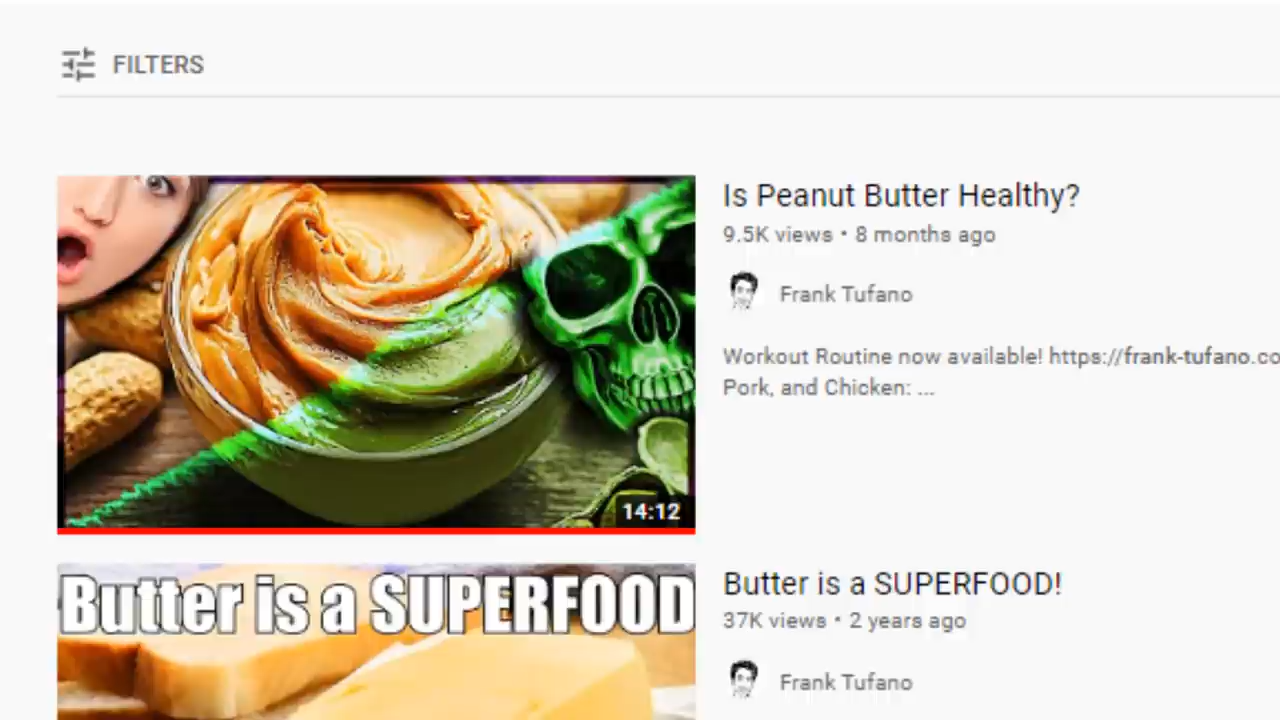 FILTERS
Is Peanut Butter Healthy?
9.5K views • 8 months ago
Frank Tufano
Workout Routine now available! https://frank-tufano.co
Pork, and Chicken: ...
14:12
Butter is a SUPERFOOD
Butter is a SUPERFOOD!
37K views • 2 years ago
Frank Tufano